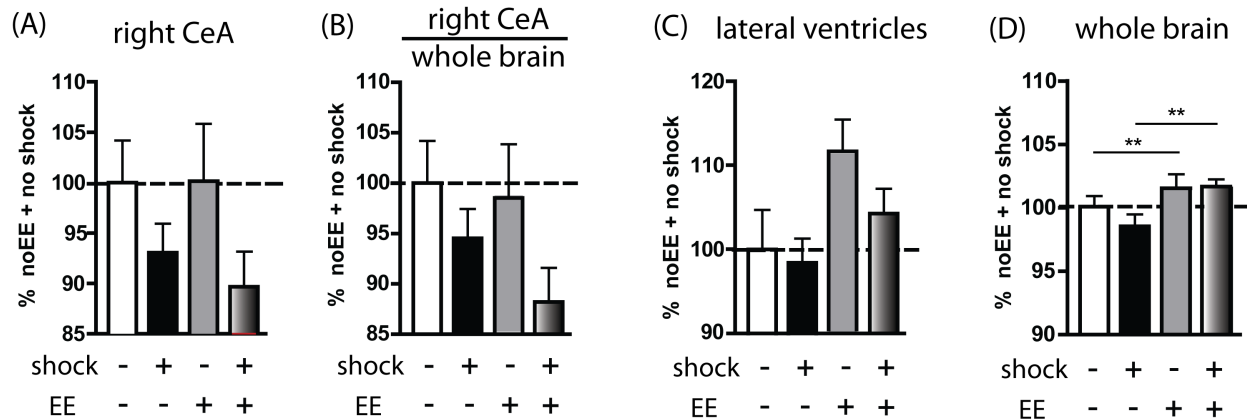 (A) right CeA
% noEE + no shock
110
105
100
95
90
85
shock - + - +
EE - - + +
(B) right CeA
whole brain
% noEE + no shock
110
105
100
95
90
85
- + - +
- - + +
(C) lateral ventricles
% noEE + no shock
120
110
100
90
shock - + - +
EE - - + +
(D) whole brain
% noEE + no shock
110
105
100
95
90
**
**
shock - + - +
EE - - + +